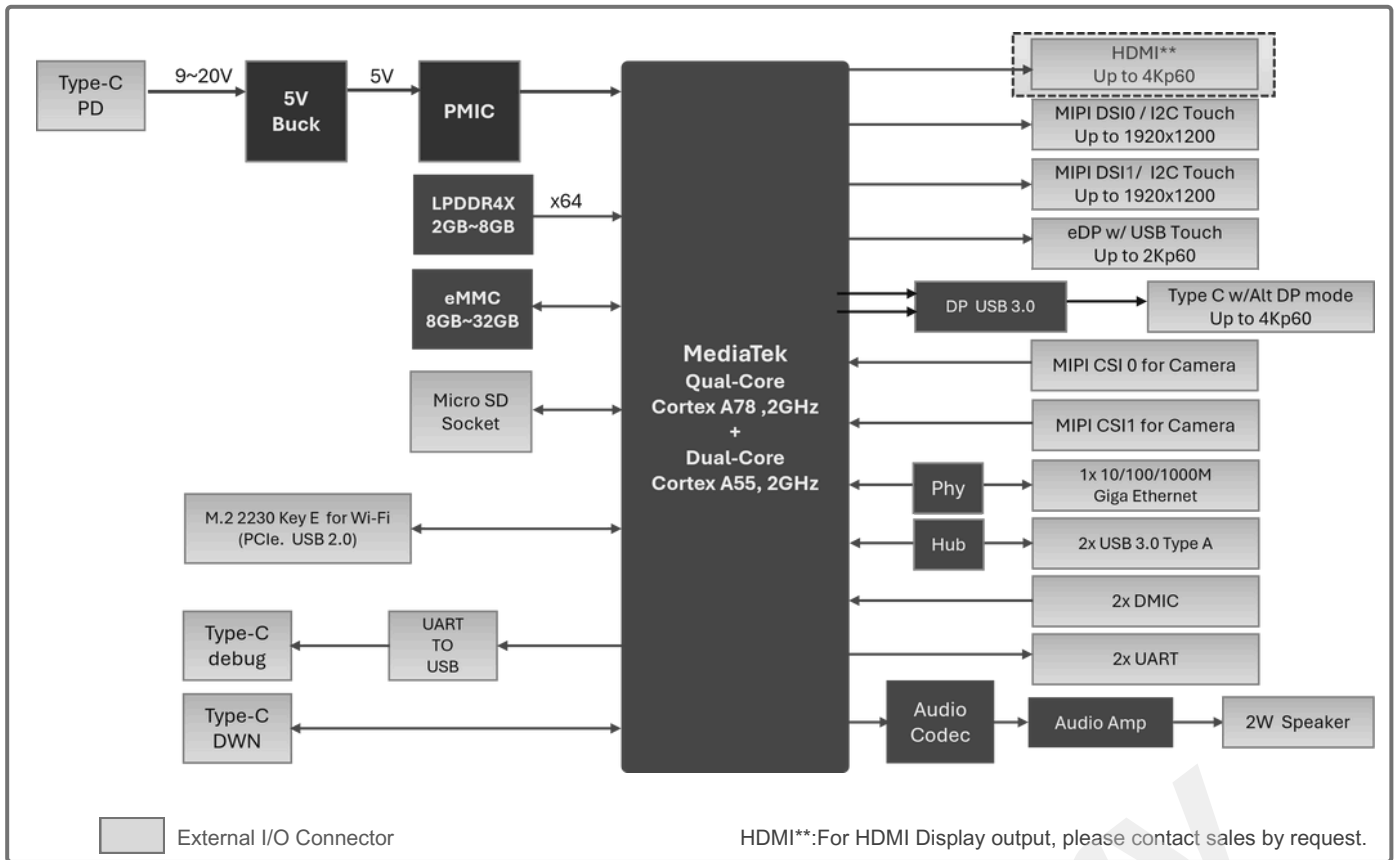 Type-C
PD
9~20V
5V
Buck
5V
PMIC
LPDDR4X
2GB~8GB
x64
eMMC
8GB~32GB
Micro SD
Socket
M.2 2230 Key E for Wi-Fi
(PCIe. USB 2.0)
Type-C
debug
UART
TO
USB
Type-C
DWN
MediaTek
Qual-Core
Cortex A78 ,2GHz
+
Dual-Core
Cortex A55, 2GHz
HDMI**
Up to 4Kp60
MIPI DSI0 / I2C Touch
Up to 1920x1200
MIPI DSI1/ I2C Touch
Up to 1920x1200
eDP w/ USB Touch
Up to 2Kp60
DP USB 3.0
Type C w/Alt DP mode
Up to 4Kp60
MIPI CSI 0 for Camera
MIPI CSI1 for Camera
Phy
1x 10/100/1000M
Giga Ethernet
Hub
2x USB 3.0 Type A
2x DMIC
2x UART
Audio
Codec
Audio Amp
2W Speaker
External I/O Connector
HDMI**:For HDMI Display output, please contact sales by request.